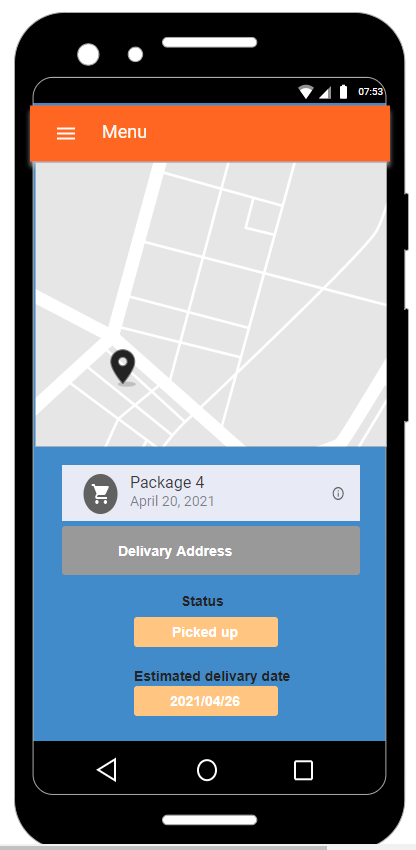 07:53
Menu
Package 4
April 20, 2021
Delivary Address
Status
Picked up
Estimated delivery date
2021/04/26